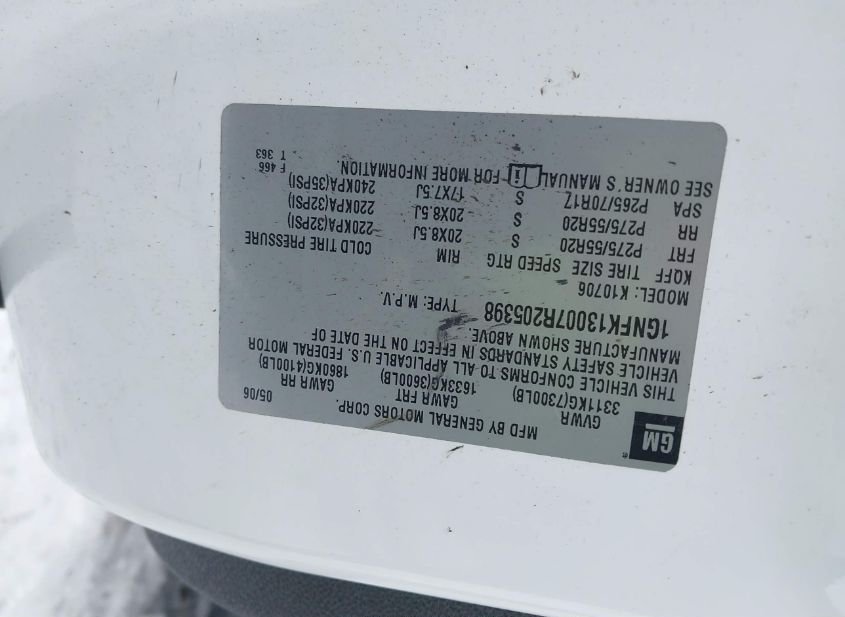 GM
MFD BY GENERAL MOTORS CORP.
05/06
GVWR GAWR FRT GAWR RR
3311KG(7300LB) 1633KG(3600LB) 1860KG(4100LB)
THIS VEHICLE CONFORMS TO ALL APPLICABLE U.S. FEDERAL MOTOR
VEHICLE SAFETY STANDARDS IN EFFECT ON THE DATE OF
MANUFACTURE SHOWN ABOVE.
1GNFK13007R205398 TYPE: M.P.V.
MODEL: K10706
KQFF TIRE SIZE SPEED RTG RIM COLD TIRE PRESSURE
FRT P275/55R20 S 20X8.5J 220KPA(32PSI)
RR P275/55R20 S 20X8.5J 220KPA(32PSI)
SPA P265/70R17 S 17X7.5J 240KPA(35PSI)
SEE OWNER'S MANUAL i FOR MORE INFORMATION.
F 466
T 363